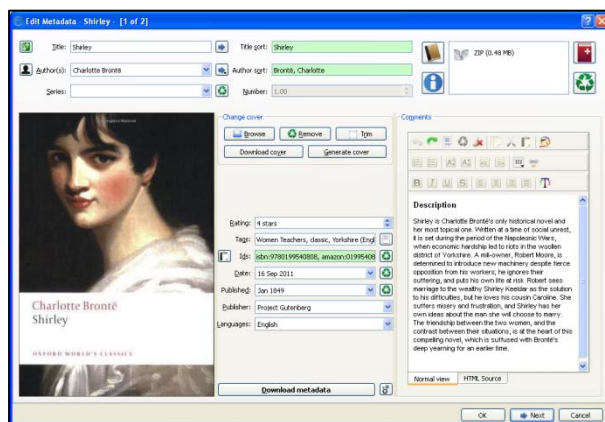 Edit Metadata - Shirley - [1 of 2]
Title: Shirley
Title sort: Shirley
ZIP (0.48 MB)
Author(s): Charlotte Brontë
Author sort: Brontë, Charlotte
Series:
Number: 1.00
Change cover
Browse Remove Trim
Download cover Generate cover
Comments
Charlotte Brontë
Shirley
OXFORD WORLD'S CLASSICS
Rating: 4 stars
Tags: Women Teachers, classic, Yorkshire (Engl
Ids: isbn:9780199540808, amazon:01995408
Date: 16 Sep 2011
Published: Jan 1849
Publisher: Project Gutenberg
Languages: English
Download metadata
B I U S
Description
Shirley is Charlotte Brontë's only historical novel and
her most topical one. Written at a time of social unrest,
it is set during the period of the Napoleonic Wars,
when economic hardship led to riots in the woollen
district of Yorkshire. A mill-owner, Robert Moore, is
determined to introduce new machinery despite fierce
opposition from his workers; he ignores their
suffering, and puts his own life at risk. Robert sees
marriage to the wealthy Shirley Keeldar as the solution
to his difficulties, but he loves his cousin Caroline. She
suffers misery and frustration, and Shirley has her
own ideas about the man she will choose to marry.
The friendship between the two women, and the
contrast between their situations, is at the heart of this
compelling novel, which is suffused with Brontë's
deep yearning for an earlier time.
Normal view HTML Source
OK Next Cancel